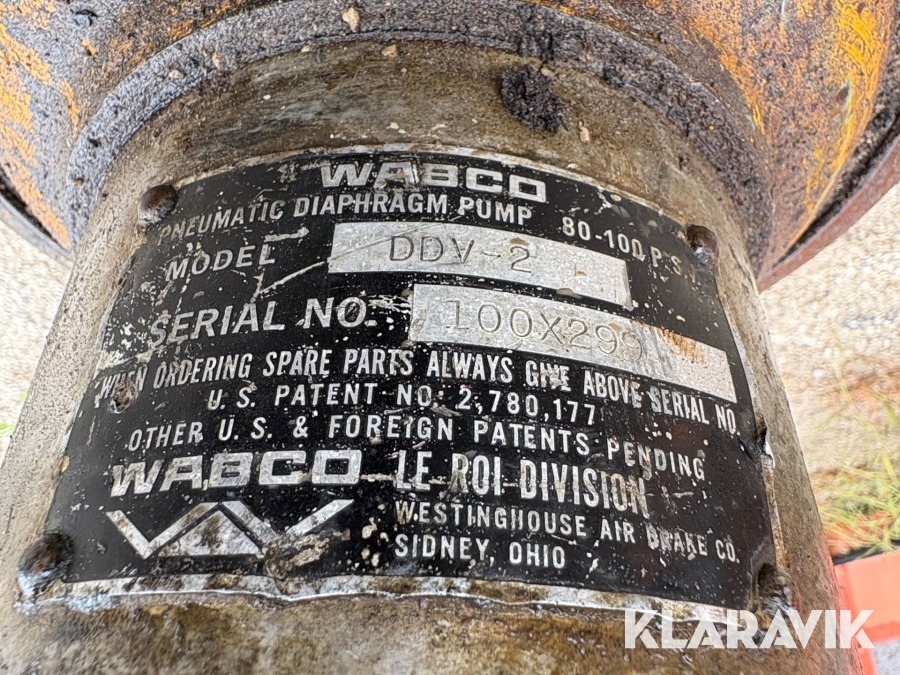 WABCO
PNEUMATIC DIAPHRAGM PUMP 80-100 P.S.I.
MODEL DDV-2
SERIAL NO. 100X299
WHEN ORDERING SPARE PARTS ALWAYS GIVE ABOVE SERIAL NO.
U.S. PATENT NO: 2,780,177
OTHER U.S. & FOREIGN PATENTS PENDING
WABCO LE ROI DIVISION
WESTINGHOUSE AIR BRAKE CO.
SIDNEY, OHIO
KLARAVIK